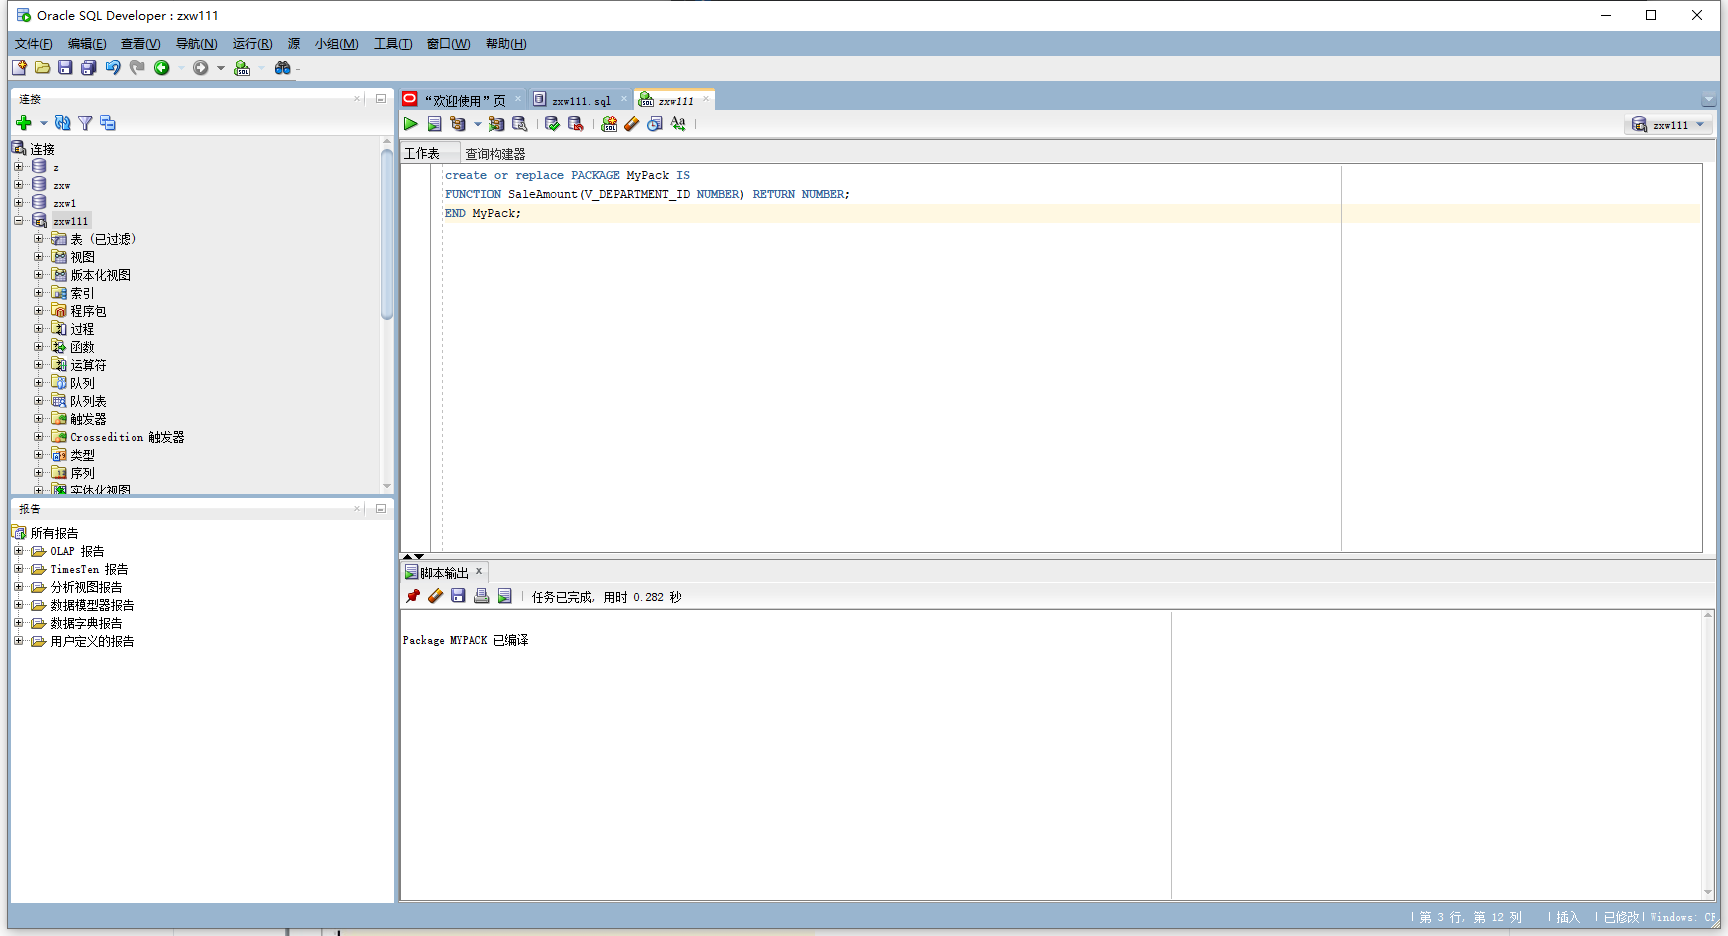 Oracle SQL Developer : zxw111
文件(F) 编辑(E) 查看(V) 导航(N) 运行(R) 源 小组(M) 工具(T) 窗口(W) 帮助(H)
连接
连接
z
zxw
zxw1
zxw111
表 (已过滤)
视图
版本化视图
索引
程序包
过程
函数
运算符
队列
队列表
触发器
Crossedition 触发器
类型
序列
实体化视图
报告
所有报告
OLAP 报告
TimesTen 报告
分析视图报告
数据模型器报告
数据字典报告
用户定义的报告
“欢迎使用”页 zxw111.sql zxw111
zxw111
工作表 查询构建器
create or replace PACKAGE MyPack IS
FUNCTION SaleAmount(V_DEPARTMENT_ID NUMBER) RETURN NUMBER;
END MyPack;
脚本输出
任务已完成, 用时 0.282 秒
Package MYPACK 已编译
第 3 行, 第 12 列 插入 已修改 Windows: CF